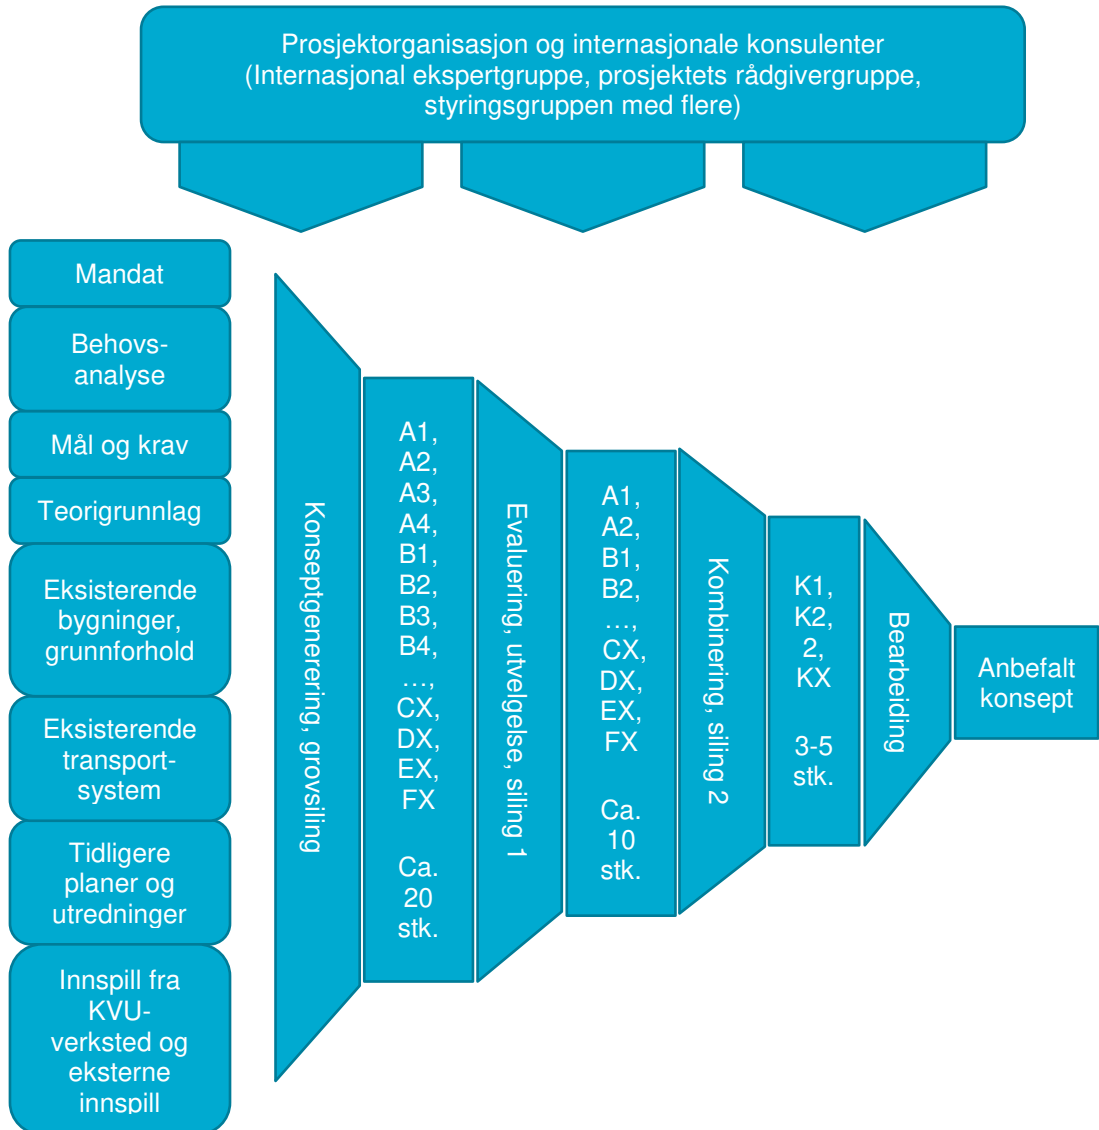 Prosjektorganisasjon og internasjonale konsulenter
(Internasjonal ekspertgruppe, prosjektets rådgivergruppe,
styringsgruppen med flere)
Mandat
Behovs-
analyse
Mål og krav
Teorigrunnlag
Eksisterende
bygninger,
grunnforhold
Eksisterende
transport-
system
Tidligere
planer og
utredninger
Innspill fra
KVU-
verksted og
eksterne
innspill
Konseptgenerering, grovsiling
A1,
A2,
A3,
A4,
B1,
B2,
B3,
B4,
…,
CX,
DX,
EX,
FX
Ca.
20
stk.
Evaluering, utvelgelse, siling 1
A1,
A2,
B1,
B2,
…,
CX,
DX,
EX,
FX
Ca.
10
stk.
Kombinering, siling 2
K1,
K2,
2,
KX
3-5
stk.
Bearbeiding
Anbefalt
konsept